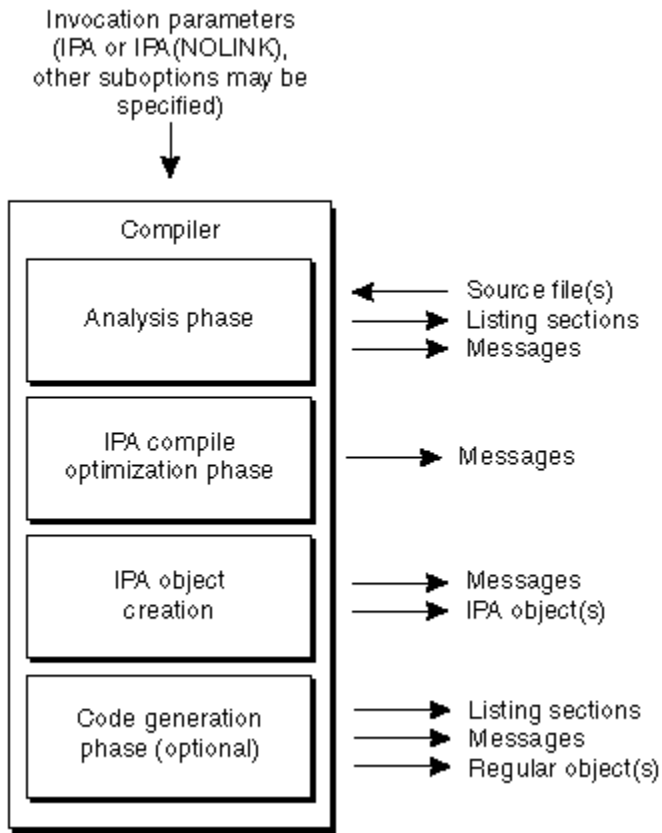 Invocation parameters
(IPA or IPA(NOLINK),
other suboptions may be
specified)
Compiler
Analysis phase
Source file(s)
Listing sections
Messages
IPA compile
optimization phase
Messages
IPA object
creation
Messages
IPA object(s)
Code generation
phase (optional)
Listing sections
Messages
Regular object(s)